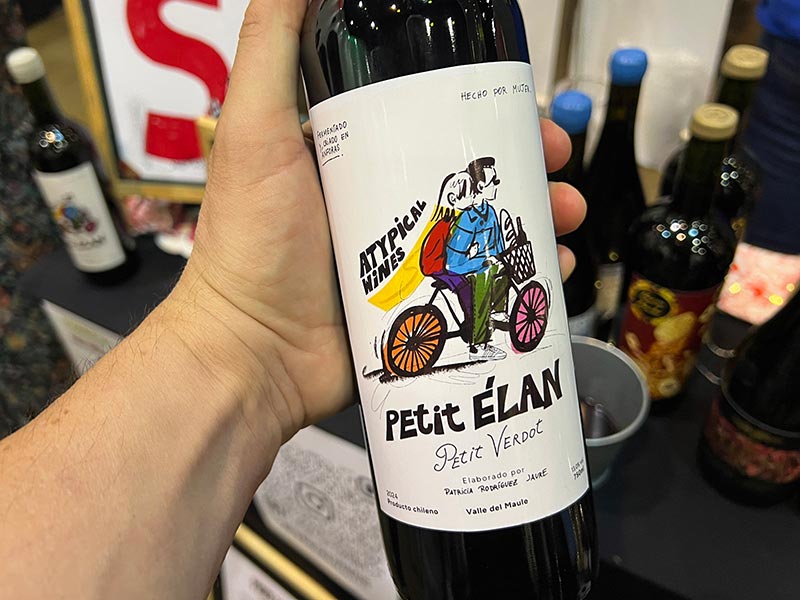 S
HECHO POR MUJER
FERMENTADO
Y CRIADO EN
ÁNFORAS
ATYPICAL
WINES
PETIT ÉLAN
PETIT VERDOT
Elaborado por
PATRICIA RODRÍGUEZ JAURE
2024
Producto chileno
Valle del Maule